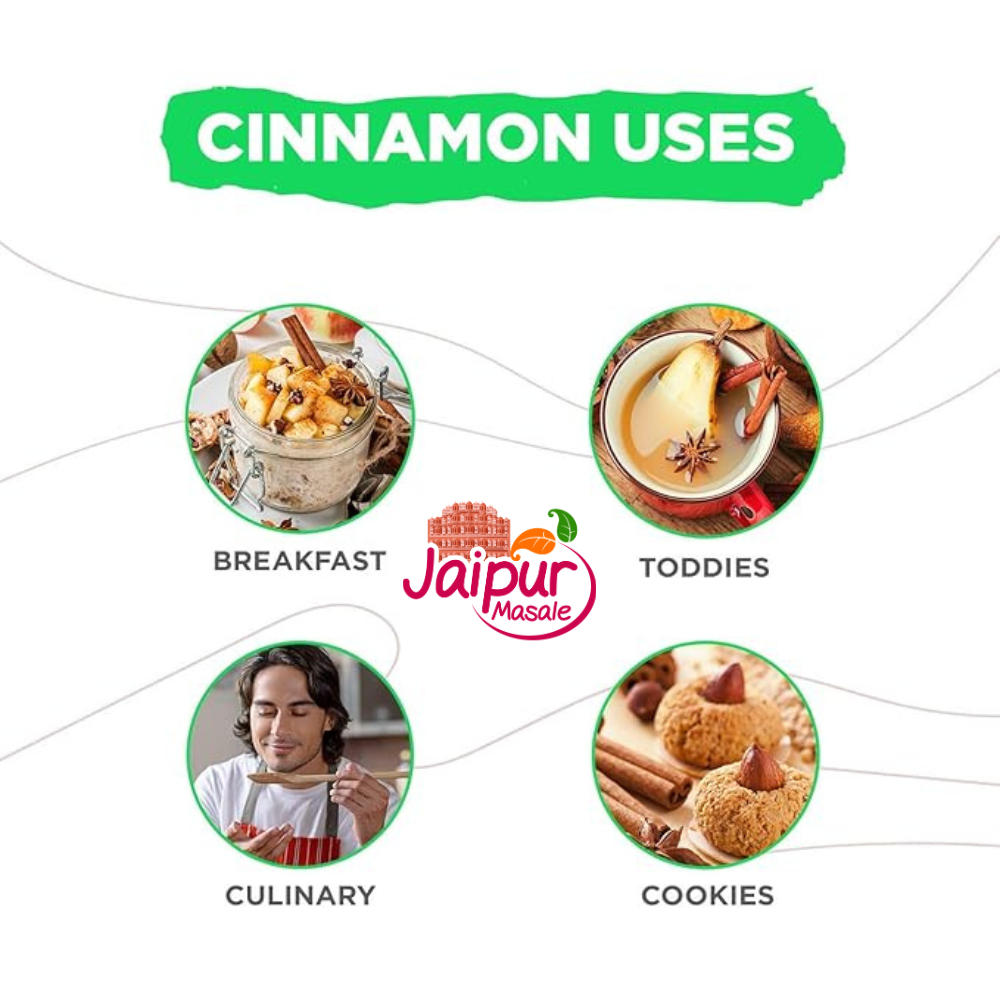 CINNAMON USES
BREAKFAST
TODDIES
Jaipur
Masale
CULINARY
COOKIES